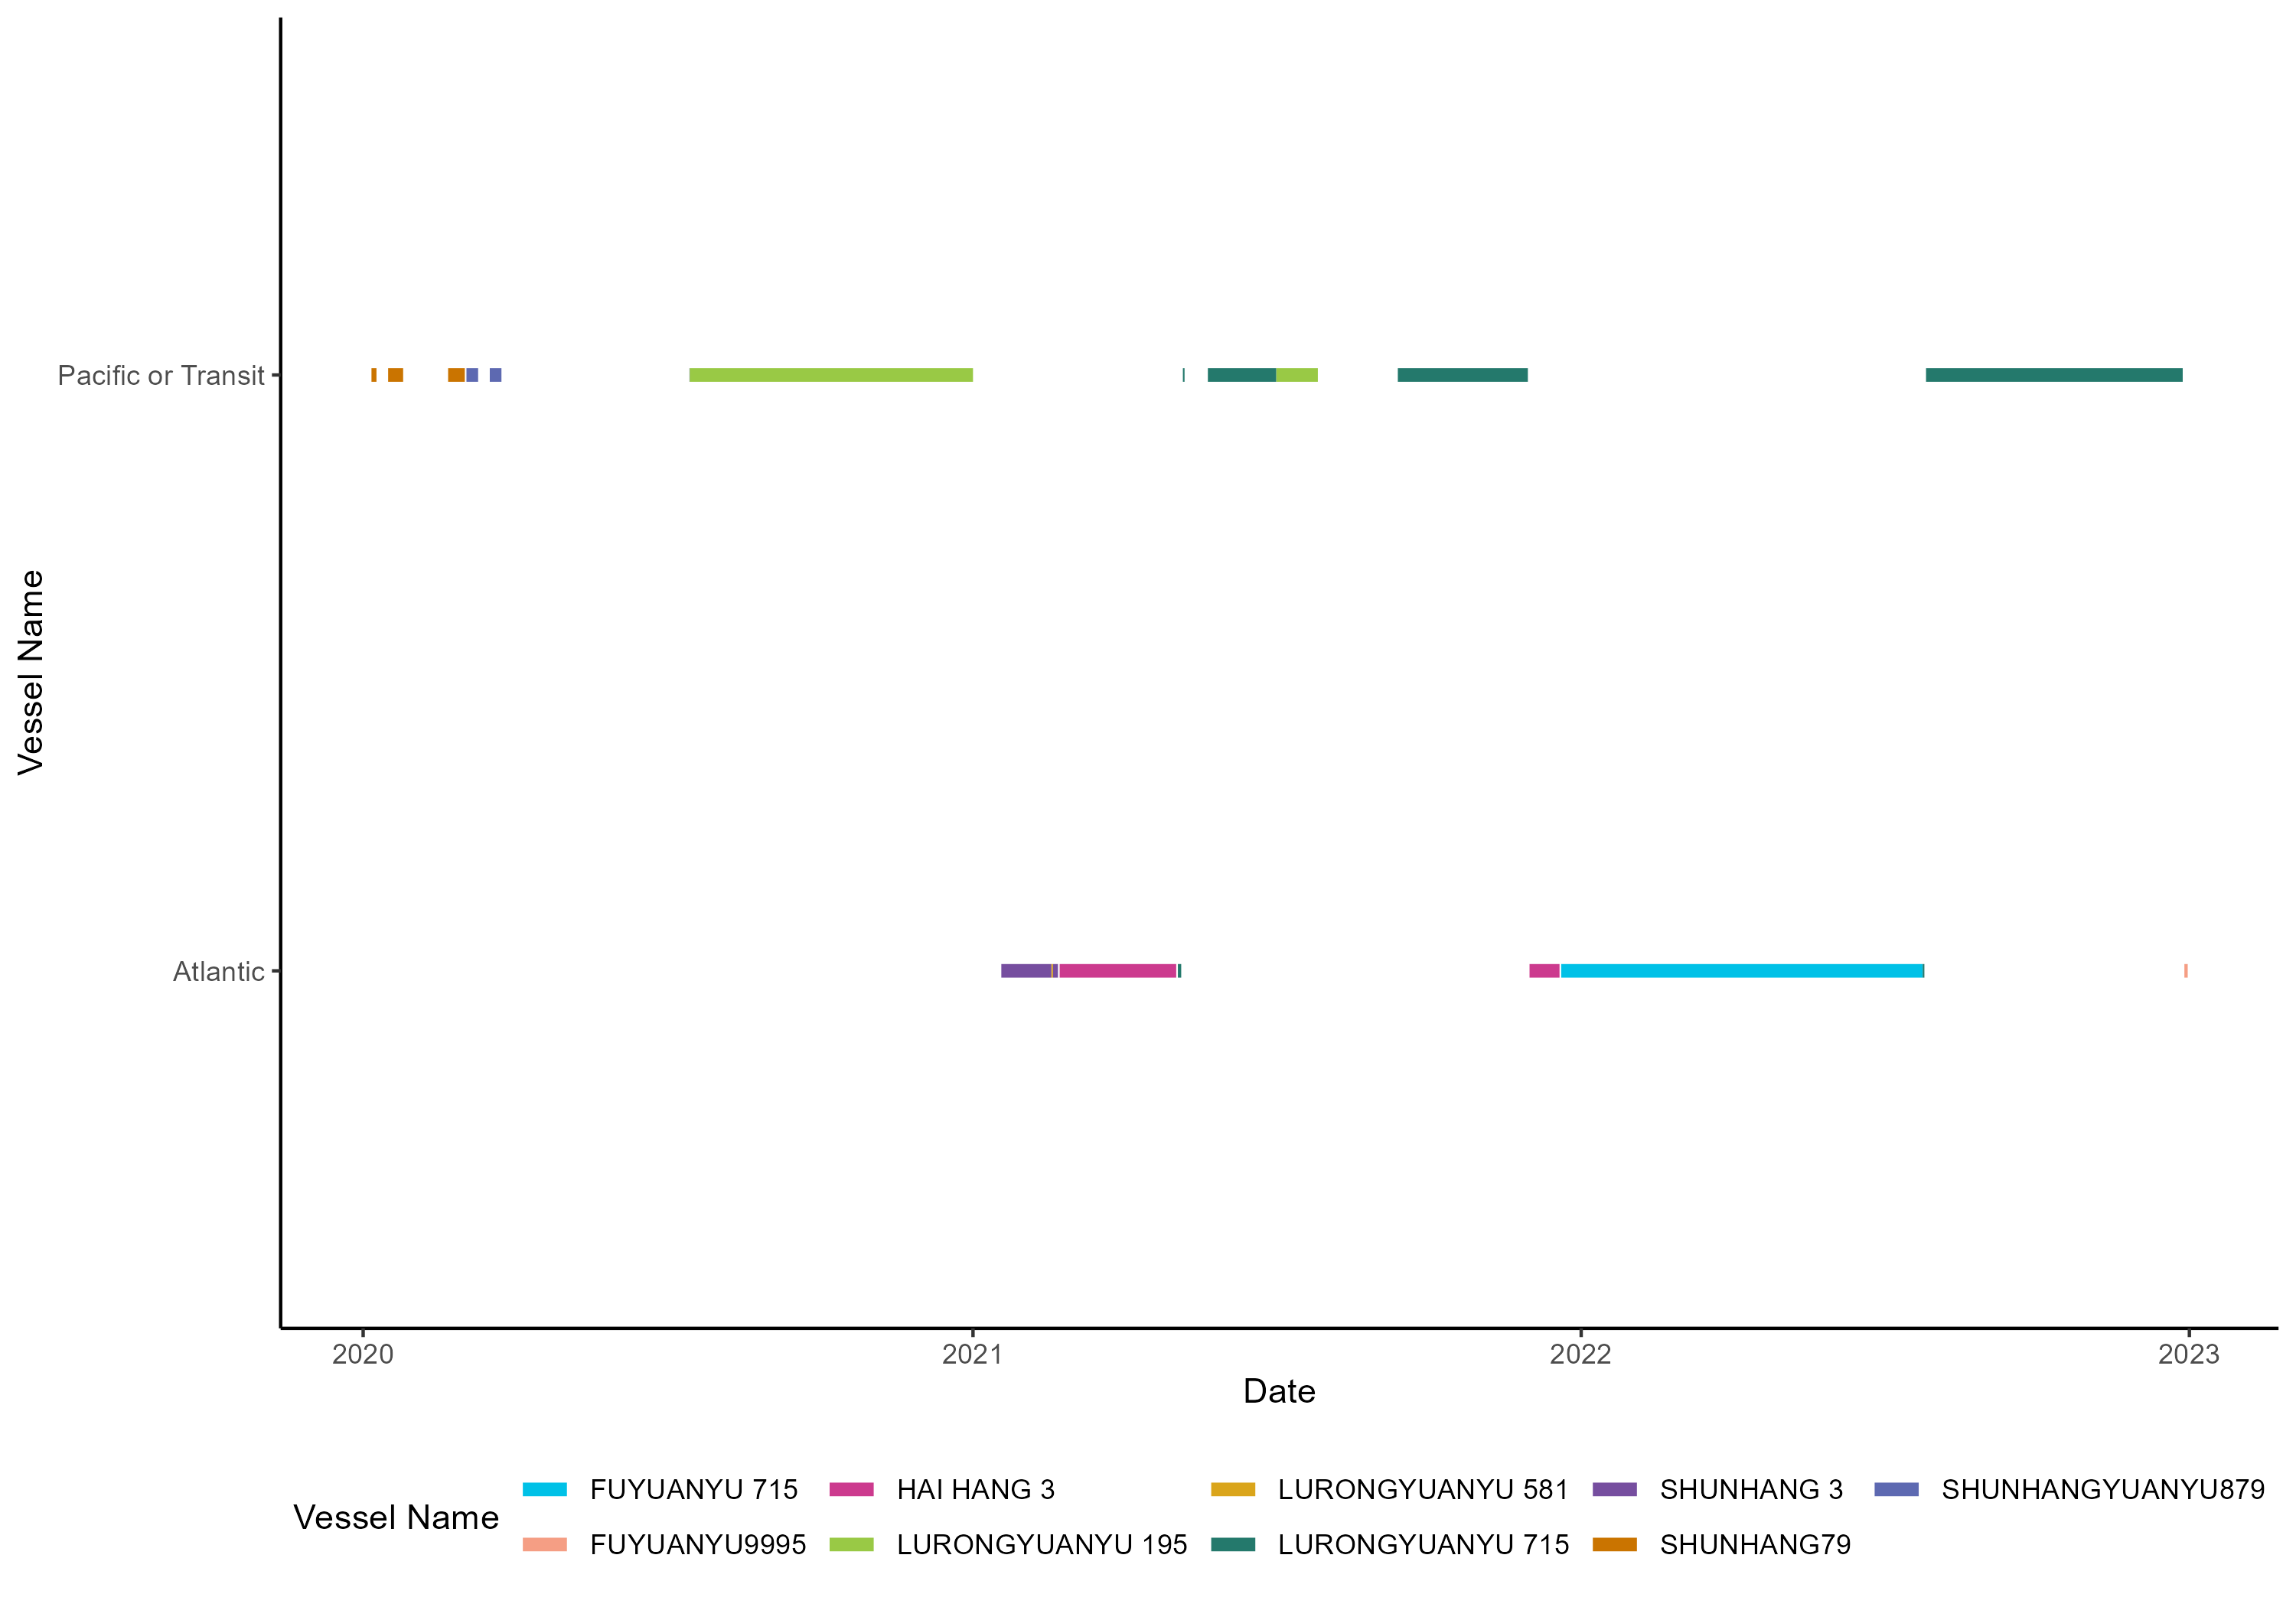 Vessel Name
Pacific or Transit
Atlantic
2020 2021 2022 2023
Date
Vessel Name
FUYUANYU 715 HAI HANG 3 LURONGYUANYU 581 SHUNHANG 3 SHUNHANGYUANYU879
FUYUANYU9995 LURONGYUANYU 195 LURONGYUANYU 715 SHUNHANG79